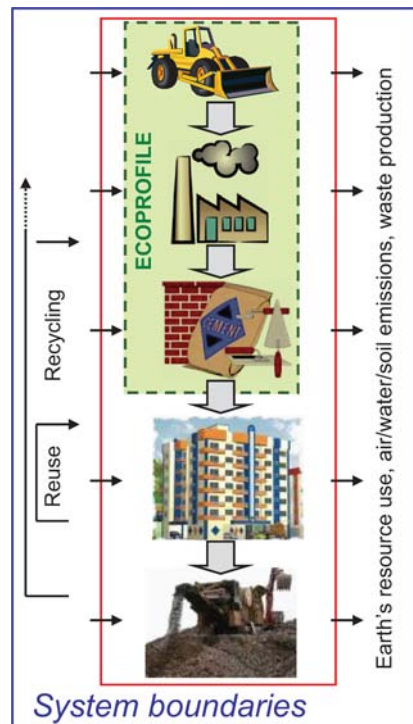 ECOPROFILE
CEMENT
Recycling
Reuse
Earth's resource use, air/water/soil emissions, waste production
System boundaries